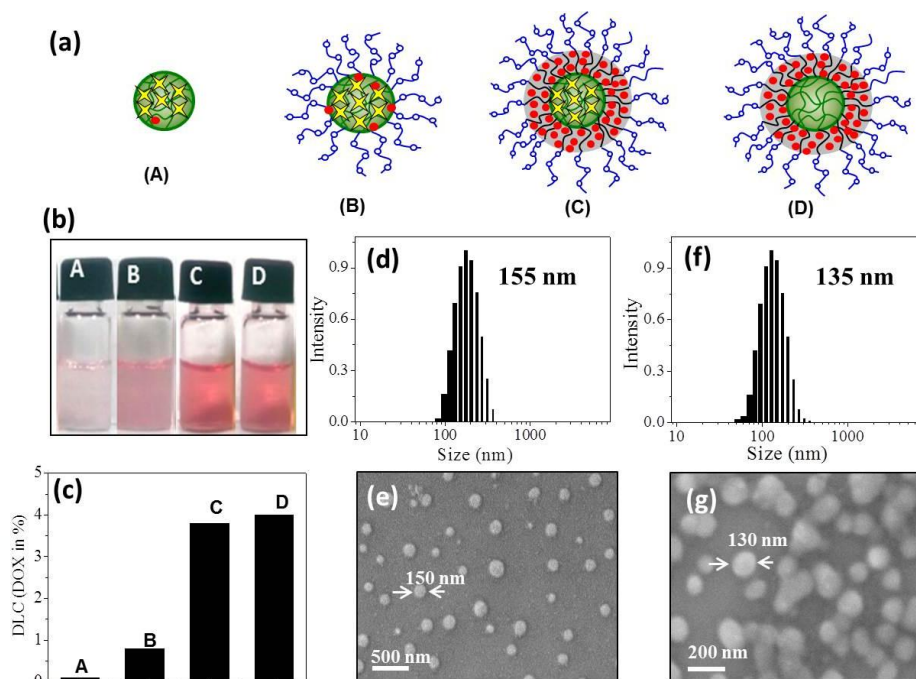 (a)
(A)
(B)
(C)
(D)
(b)
A B C D
(c)
DLC (DOX in %)
5
4
3
2
1
0
A
B
C
D
(d)
155 nm
Intensity
0.9
0.6
0.3
0.0
10 100 1000
Size (nm)
(e)
150 nm
500 nm
(f)
135 nm
Intensity
0.9
0.6
0.3
0.0
10 100 1000
Size (nm)
(g)
130 nm
200 nm